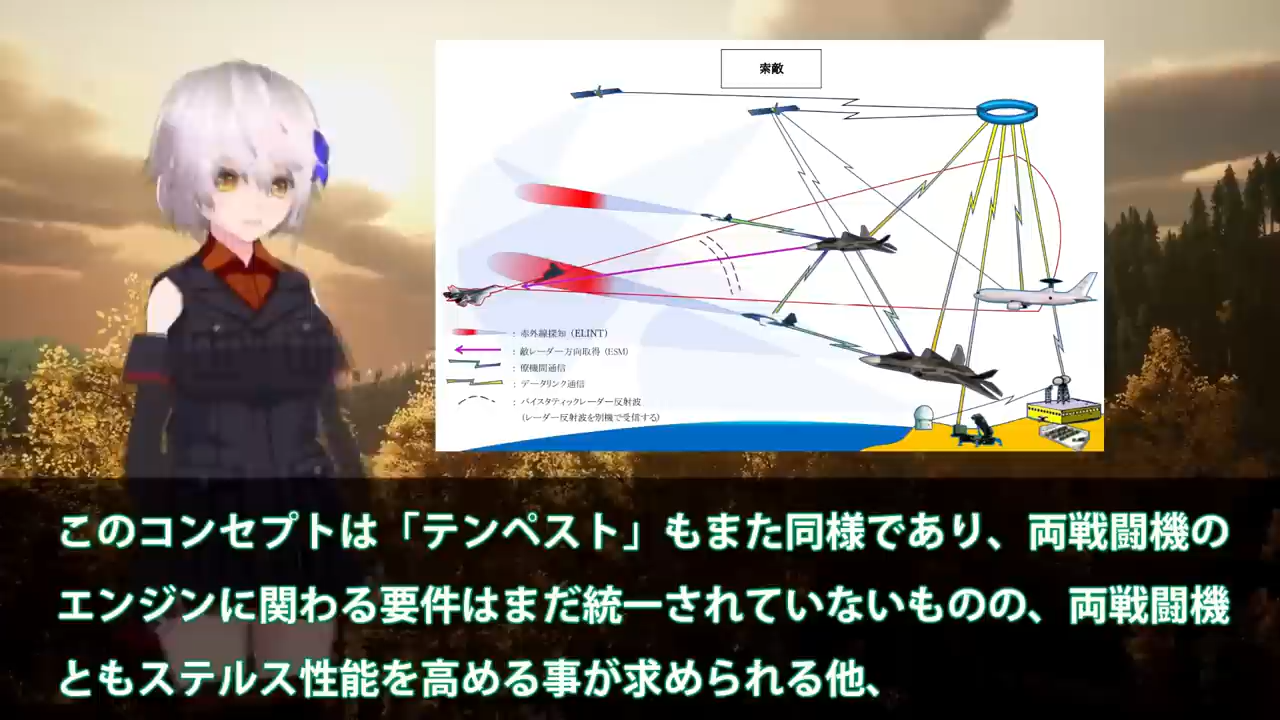 索敵
：赤外線探知（ELINT）
：敵レーダー方向取得（ESM）
：僚機間通信
：データリンク通信
：バイスタティックレーダー反射波
（レーダー反射波を別機で受信する）
このコンセプトは「テンペスト」もまた同様であり、両戦闘機の
エンジンに関わる要件はまだ統一されていないものの、両戦闘機
ともステルス性能を高める事が求められる他、